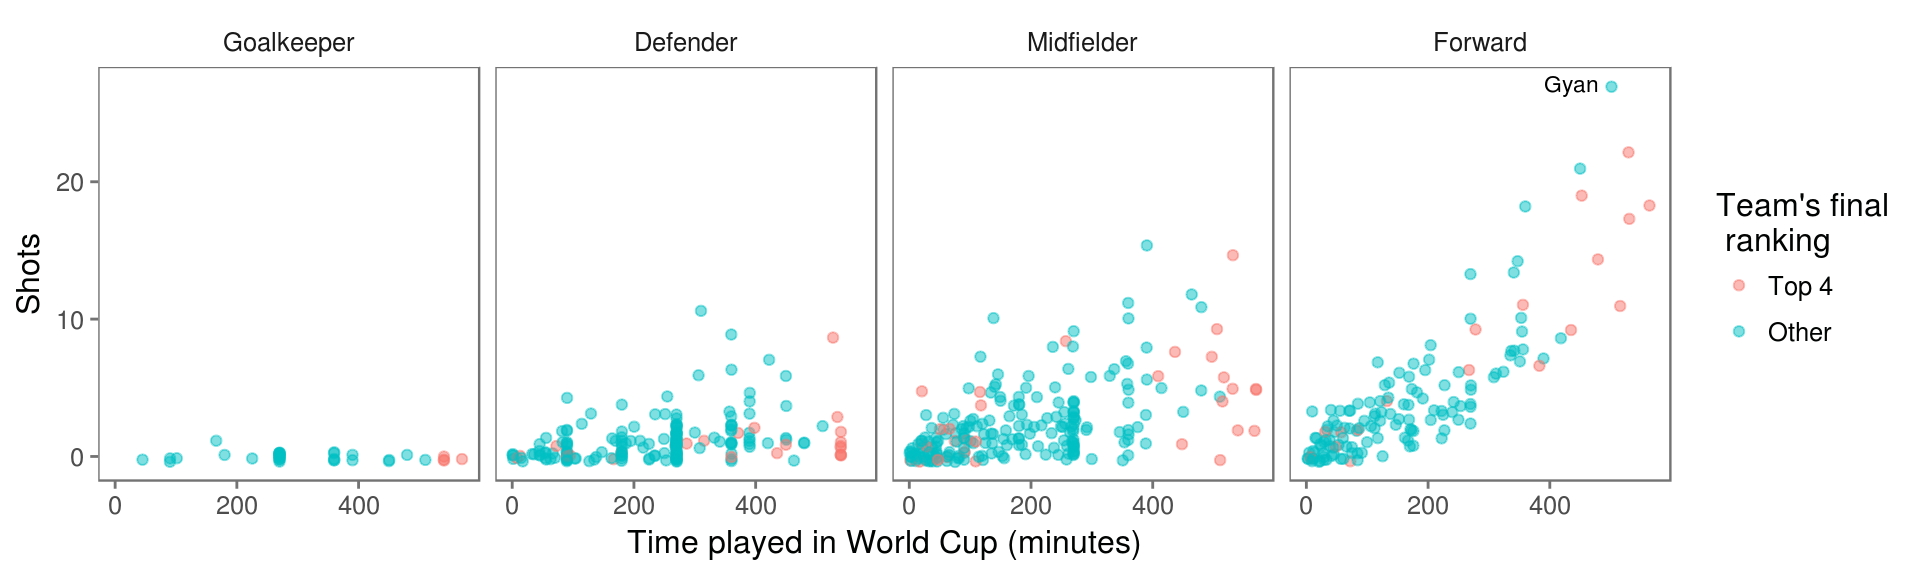 Goalkeeper Defender Midfielder Forward
Gyan
20
10
0
Shots
0 200 400 0 200 400 0 200 400 0 200 400
Time played in World Cup (minutes)
Team's final
ranking
Top 4
Other